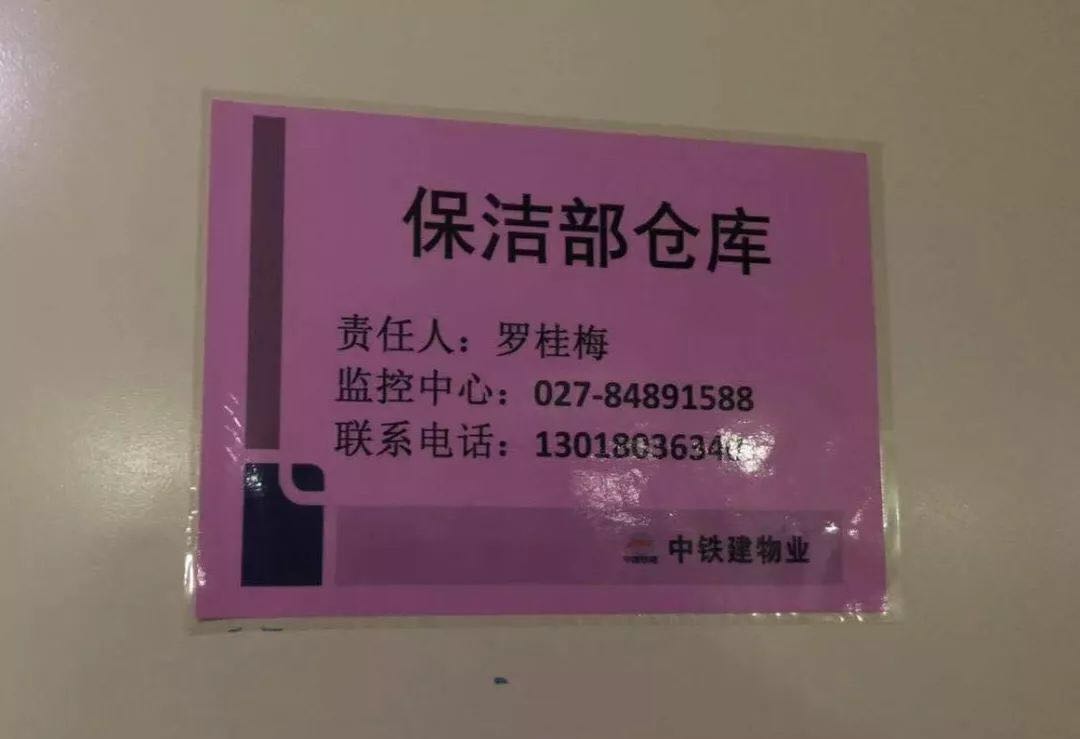 保洁部仓库
责任人：罗桂梅
监控中心：027-84891588
联系电话：13018036340
中铁建物业